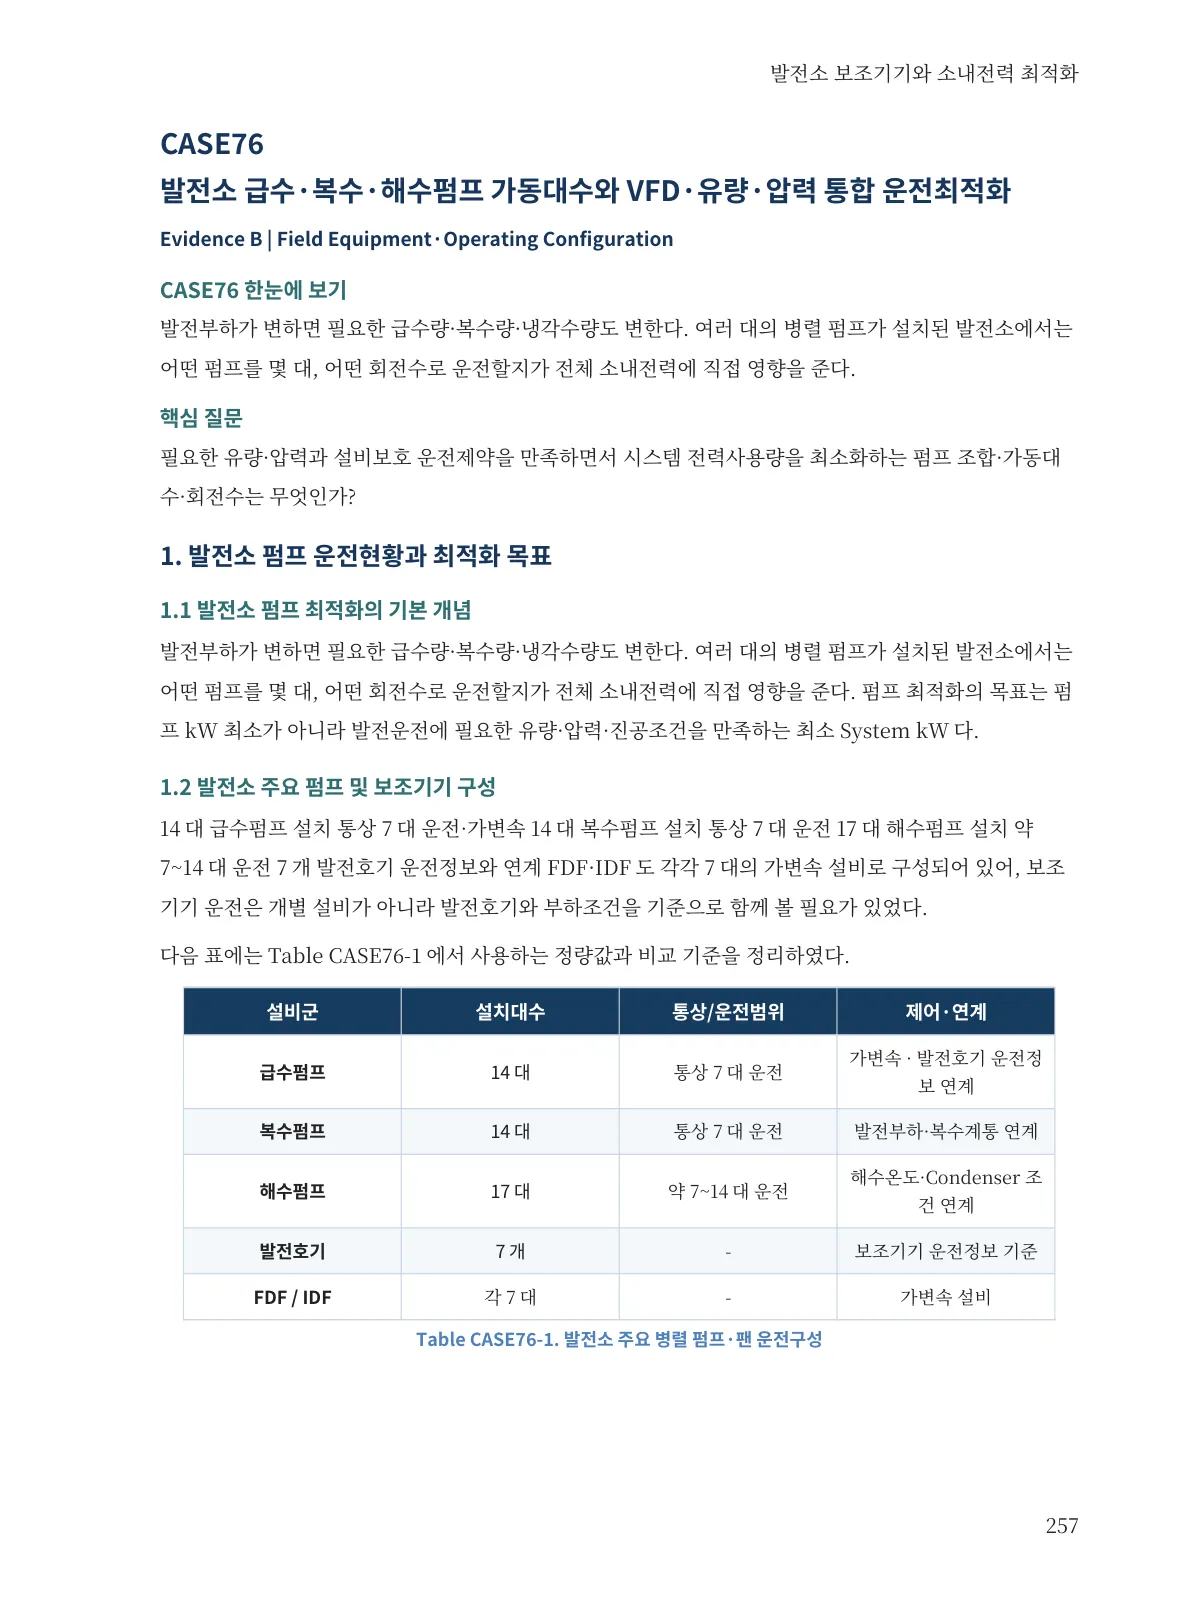 발전소 보조기기와 소내전력 최적화
CASE76
발전소 급수·복수·해수펌프 가동대수와 VFD·유량·압력 통합 운전최적화
Evidence B | Field Equipment·Operating Configuration
CASE76 한눈에 보기
발전부하가 변하면 필요한 급수량·복수량·냉각수량도 변한다. 여러 대의 병렬 펌프가 설치된 발전소에서는
어떤 펌프를 몇 대, 어떤 회전수로 운전할지가 전체 소내전력에 직접 영향을 준다.
핵심 질문
필요한 유량·압력과 설비보호 운전제약을 만족하면서 시스템 전력사용량을 최소화하는 펌프 조합·가동대
수·회전수는 무엇인가?
1. 발전소 펌프 운전현황과 최적화 목표
1.1 발전소 펌프 최적화의 기본 개념
발전부하가 변하면 필요한 급수량·복수량·냉각수량도 변한다. 여러 대의 병렬 펌프가 설치된 발전소에서는
어떤 펌프를 몇 대, 어떤 회전수로 운전할지가 전체 소내전력에 직접 영향을 준다. 펌프 최적화의 목표는 펌
프 kW 최소가 아니라 발전운전에 필요한 유량·압력·진공조건을 만족하는 최소 System kW 다.
1.2 발전소 주요 펌프 및 보조기기 구성
14 대 급수펌프 설치 통상 7 대 운전·가변속 14 대 복수펌프 설치 통상 7 대 운전 17 대 해수펌프 설치 약
7~14 대 운전 7 개 발전호기 운전정보와 연계 FDF·IDF 도 각각 7 대의 가변속 설비로 구성되어 있어, 보조
기기 운전은 개별 설비가 아니라 발전호기와 부하조건을 기준으로 함께 볼 필요가 있었다.
다음 표에는 Table CASE76-1 에서 사용하는 정량값과 비교 기준을 정리하였다.
설비군 설치대수 통상/운전범위 제어·연계
급수펌프 14 대 통상 7 대 운전 가변속 · 발전호기 운전정
보 연계
복수펌프 14 대 통상 7 대 운전 발전부하·복수계통 연계
해수펌프 17 대 약 7~14 대 운전 해수온도·Condenser 조
건 연계
발전호기 7 개 - 보조기기 운전정보 기준
FDF / IDF 각 7 대 - 가변속 설비
Table CASE76-1. 발전소 주요 병렬 펌프·팬 운전구성
257